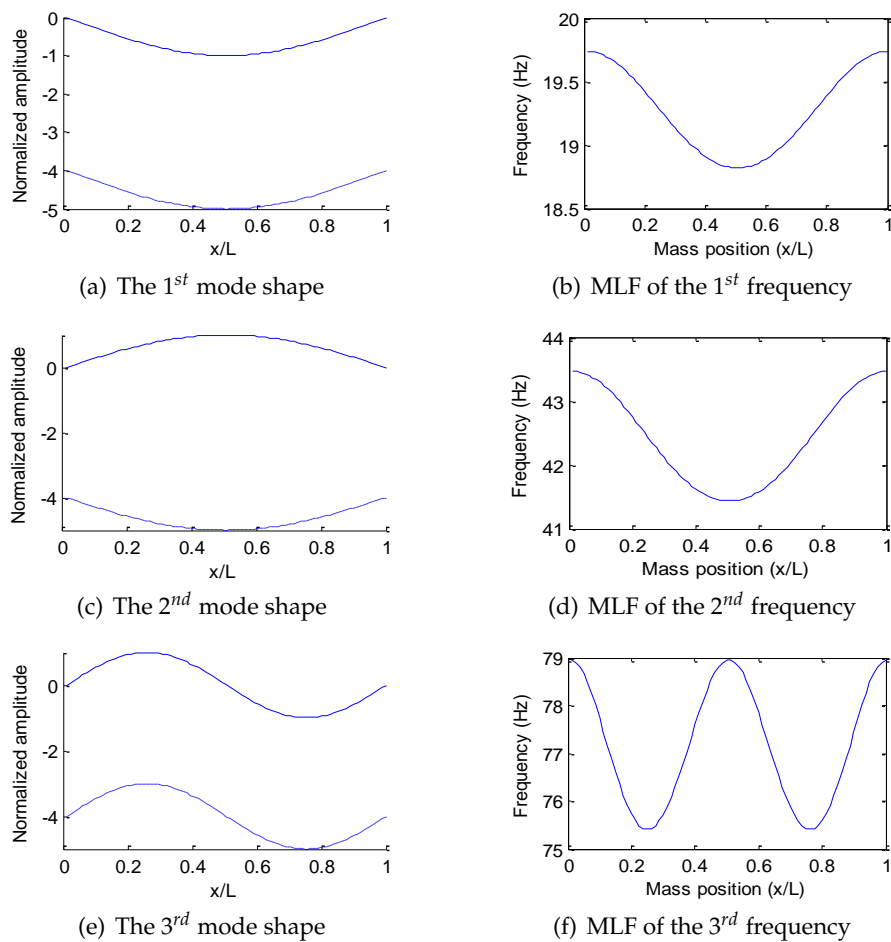 0
-1
-2
-3
-4
-5
0 0.2 0.4 0.6 0.8 1
x/L
Normalized amplitude
(a) The 1st mode shape
20
19.5
19
18.5
0 0.2 0.4 0.6 0.8 1
Mass position (x/L)
Frequency (Hz)
(b) MLF of the 1st frequency
0
-2
-4
0 0.2 0.4 0.6 0.8 1
x/L
Normalized amplitude
(c) The 2nd mode shape
44
43
42
41
0 0.2 0.4 0.6 0.8 1
Mass position (x/L)
Frequency (Hz)
(d) MLF of the 2nd frequency
0
-2
-4
0 0.2 0.4 0.6 0.8 1
x/L
Normalized amplitude
(e) The 3rd mode shape
79
78
77
76
75
0 0.2 0.4 0.6 0.8 1
Mass position (x/L)
Frequency (Hz)
(f) MLF of the 3rd frequency